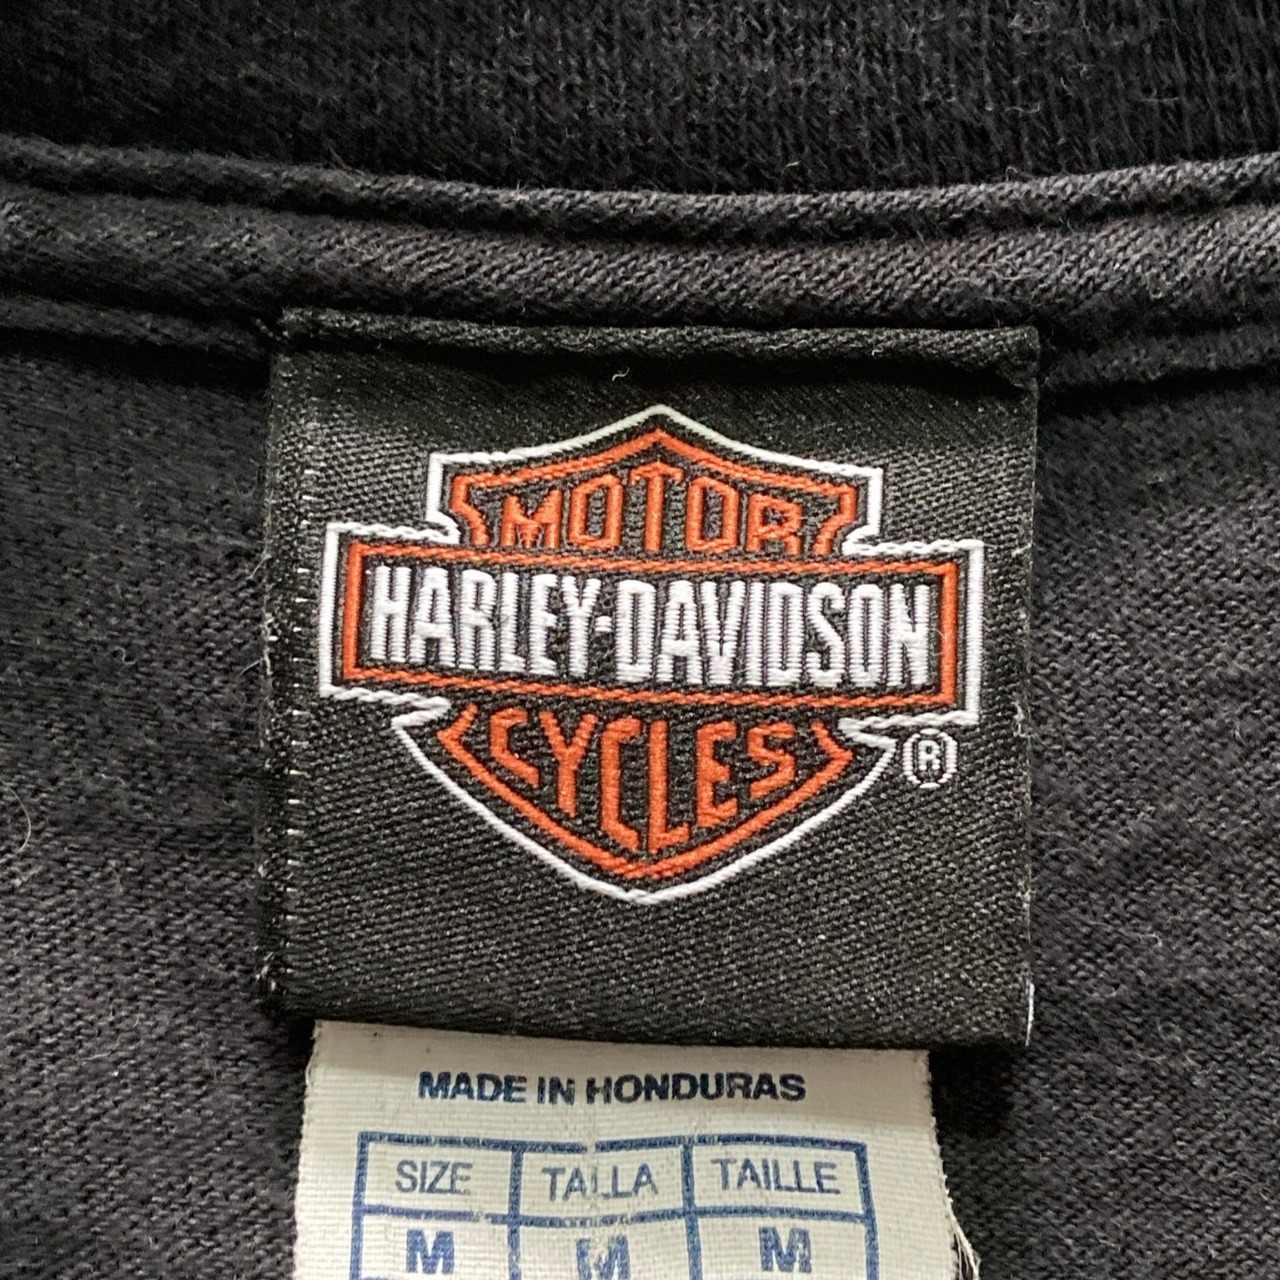 MOTOR
HARLEY-DAVIDSON
CYCLES
®
MADE IN HONDURAS
SIZE TALLA TAILLE
M M M